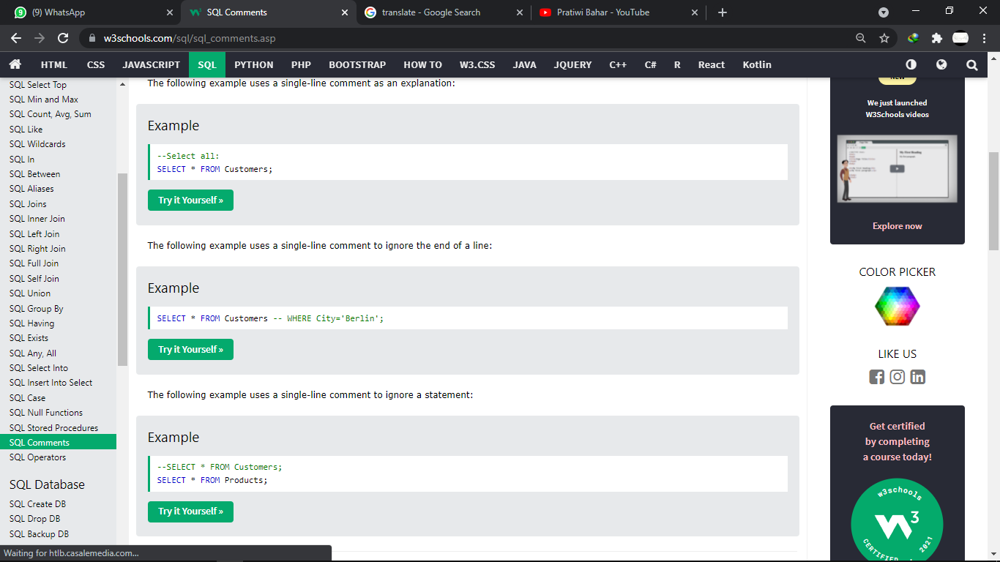 (9) WhatsApp
SQL Comments
translate - Google Search
Pratiwi Bahar - YouTube
w3schools.com/sql/sql_comments.asp
HTML CSS JAVASCRIPT SQL PYTHON PHP BOOTSTRAP HOW TO W3.CSS JAVA JQUERY C++ C# R React Kotlin
SQL Select Top
SQL Min and Max
SQL Count, Avg, Sum
SQL Like
SQL Wildcards
SQL In
SQL Between
SQL Aliases
SQL Joins
SQL Inner Join
SQL Left Join
SQL Right Join
SQL Full Join
SQL Self Join
SQL Union
SQL Group By
SQL Having
SQL Exists
SQL Any, All
SQL Select Into
SQL Insert Into Select
SQL Case
SQL Null Functions
SQL Stored Procedures
SQL Comments
SQL Operators
SQL Database
SQL Create DB
SQL Drop DB
SQL Backup DB
The following example uses a single-line comment as an explanation:
Example
--Select all:
SELECT * FROM Customers;
Try it Yourself »
The following example uses a single-line comment to ignore the end of a line:
Example
SELECT * FROM Customers -- WHERE City='Berlin';
Try it Yourself »
The following example uses a single-line comment to ignore a statement:
Example
--SELECT * FROM Customers;
SELECT * FROM Products;
Try it Yourself »
NEW
We just launched
W3Schools videos
My First Heading
Explore now
COLOR PICKER
LIKE US
Get certified
by completing
a course today!
w3schools
3
CERTIFIED . 2021
Waiting for htlb.casalemedia.com...